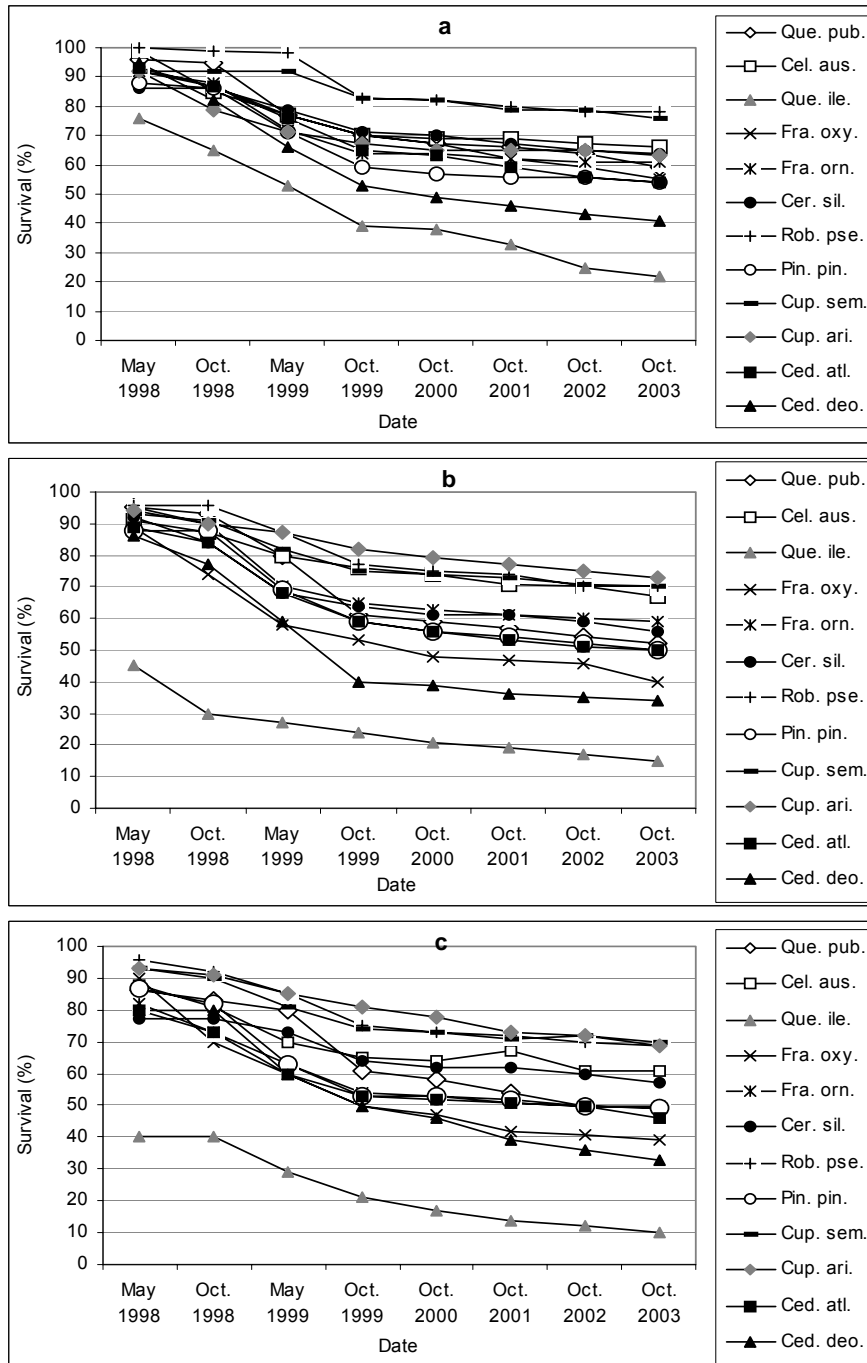 a
100
90
80
70
60
50
40
30
20
10
0
Survival (%)
May Oct. May Oct. Oct. Oct. Oct. Oct.
1998 1998 1999 1999 2000 2001 2002 2003
Date
Que. pub.
Cel. aus.
Que. ile.
Fra. oxy.
Fra. orn.
Cer. sil.
Rob. pse.
Pin. pin.
Cup. sem.
Cup. ari.
Ced. atl.
Ced. deo.
b
100
90
80
70
60
50
40
30
20
10
0
Survival (%)
May Oct. May Oct. Oct. Oct. Oct. Oct.
1998 1998 1999 1999 2000 2001 2002 2003
Date
Que. pub.
Cel. aus.
Que. ile.
Fra. oxy.
Fra. orn.
Cer. sil.
Rob. pse.
Pin. pin.
Cup. sem.
Cup. ari.
Ced. atl.
Ced. deo.
c
100
90
80
70
60
50
40
30
20
10
0
Survival (%)
May Oct. May Oct. Oct. Oct. Oct. Oct.
1998 1998 1999 1999 2000 2001 2002 2003
Date
Que. pub.
Cel. aus.
Que. ile.
Fra. oxy.
Fra. orn.
Cer. sil.
Rob. pse.
Pin. pin.
Cup. sem.
Cup. ari.
Ced. atl.
Ced. deo.